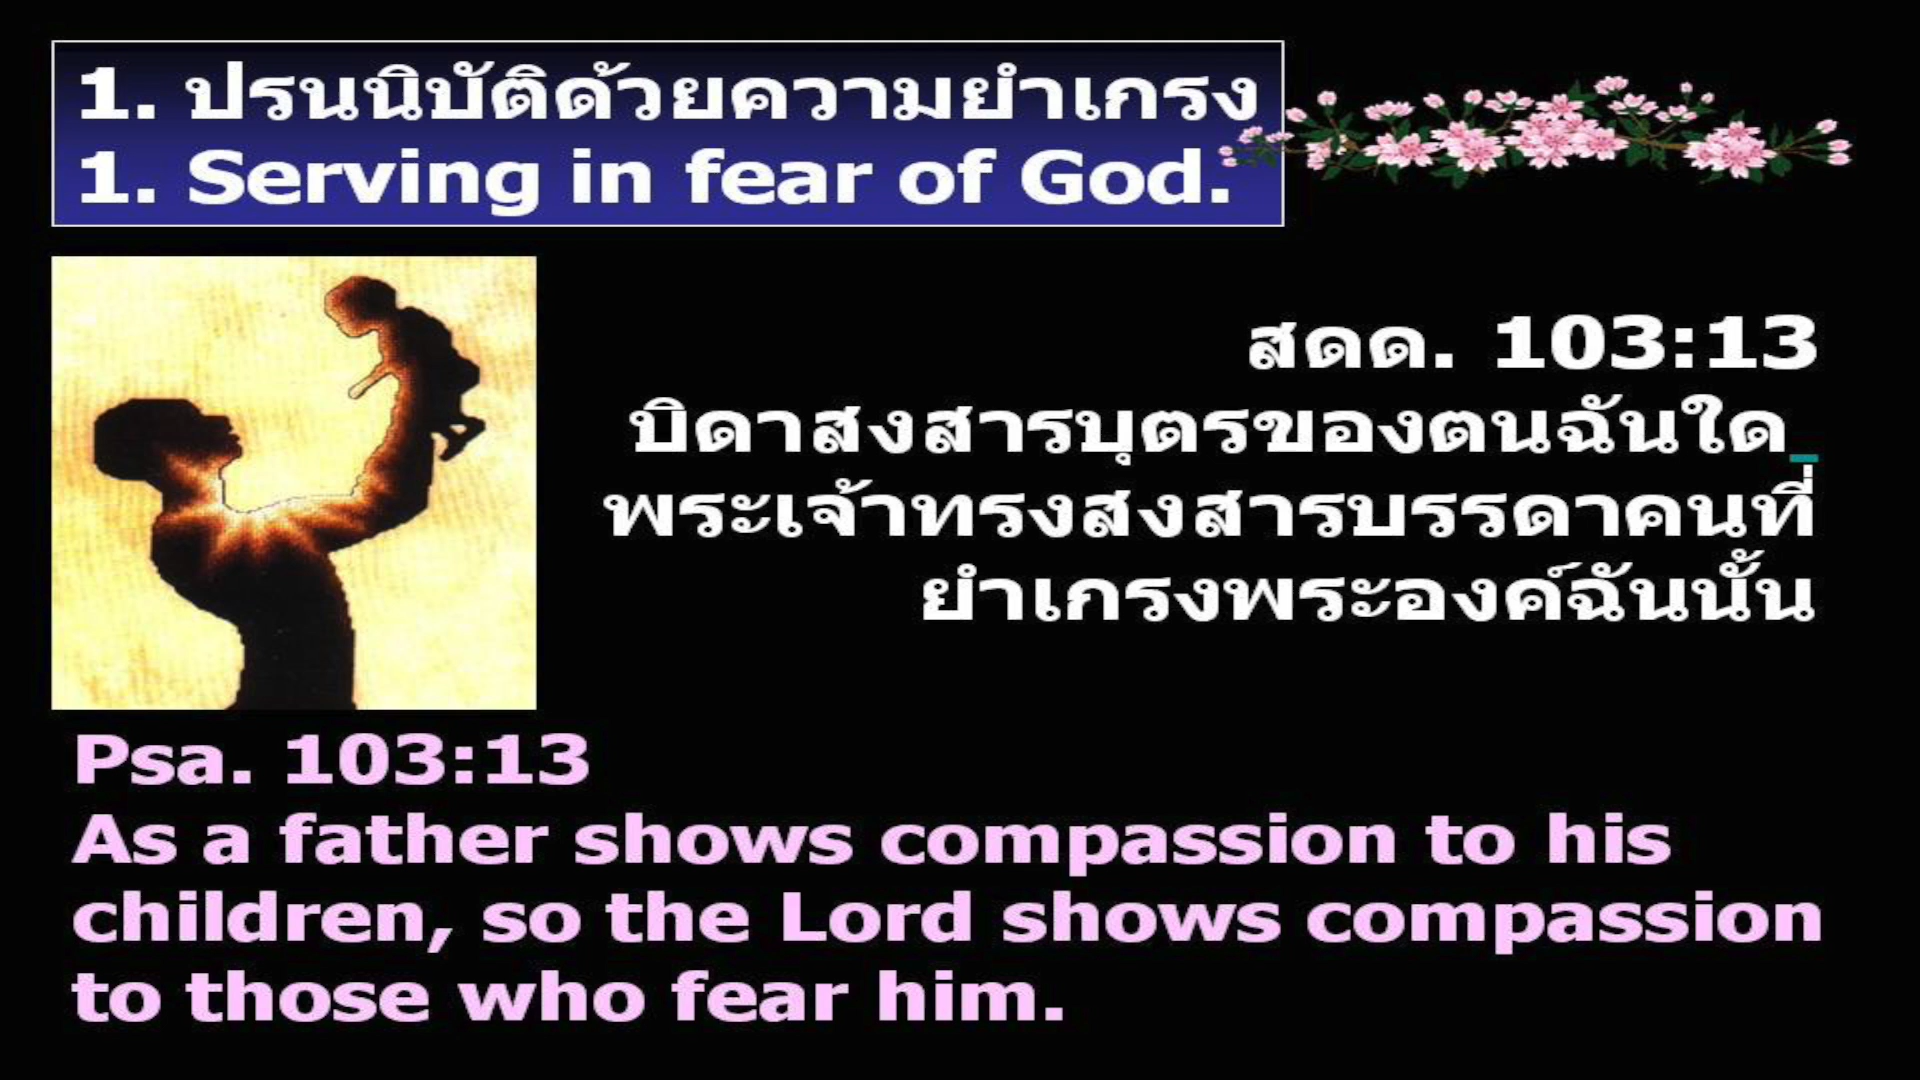 1. ปรนนิบัติด้วยความยำเกรง
1. Serving in fear of God.
สดด. 103:13
บิดาสงสารบุตรของตนฉันใด
พระเจ้าทรงสงสารบรรดาคนที่
ยำเกรงพระองค์ฉันนั้น
Psa. 103:13
As a father shows compassion to his
children, so the Lord shows compassion
to those who fear him.